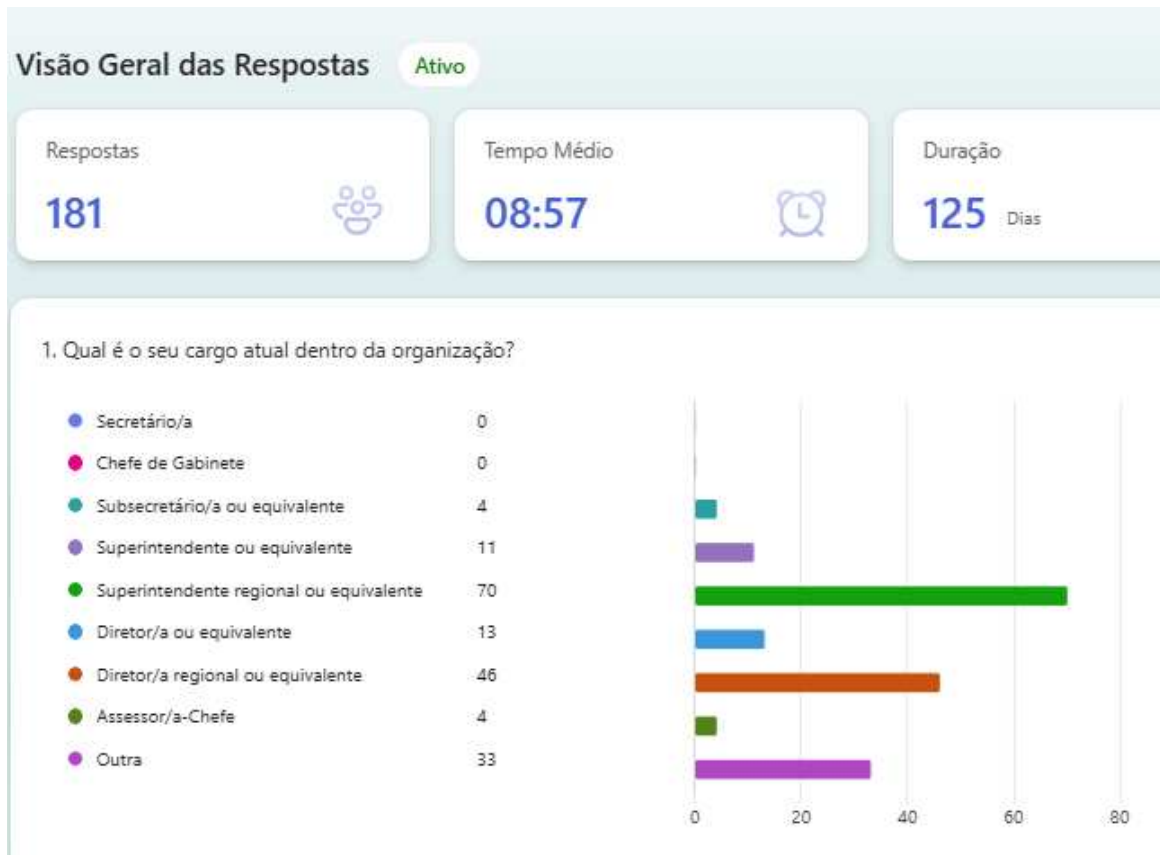 Visão Geral das Respostas Ativo
Respostas Tempo Médio Duração
181 08:57 125 Dias
1. Qual é o seu cargo atual dentro da organização?
Secretário/a 0
Chefe de Gabinete 0
Subsecretário/a ou equivalente 4
Superintendente ou equivalente 11
Superintendente regional ou equivalente 70
Diretor/a ou equivalente 13
Diretor/a regional ou equivalente 46
Assessor/a-Chefe 4
Outra 33
0 20 40 60 80